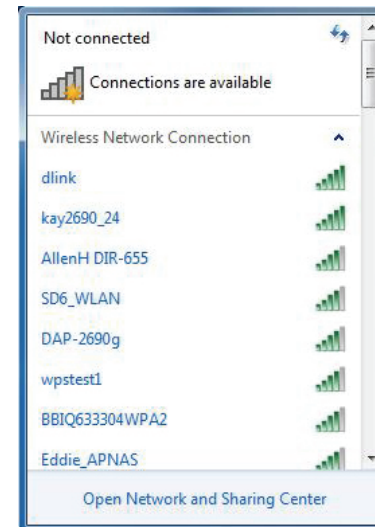 Not connected
Connections are available
Wireless Network Connection
dlink
kay2690_24
AllenH DIR-655
SD6_WLAN
DAP-2690g
wpstest1
BBIQ633304WPA2
Eddie_APNAS
Open Network and Sharing Center